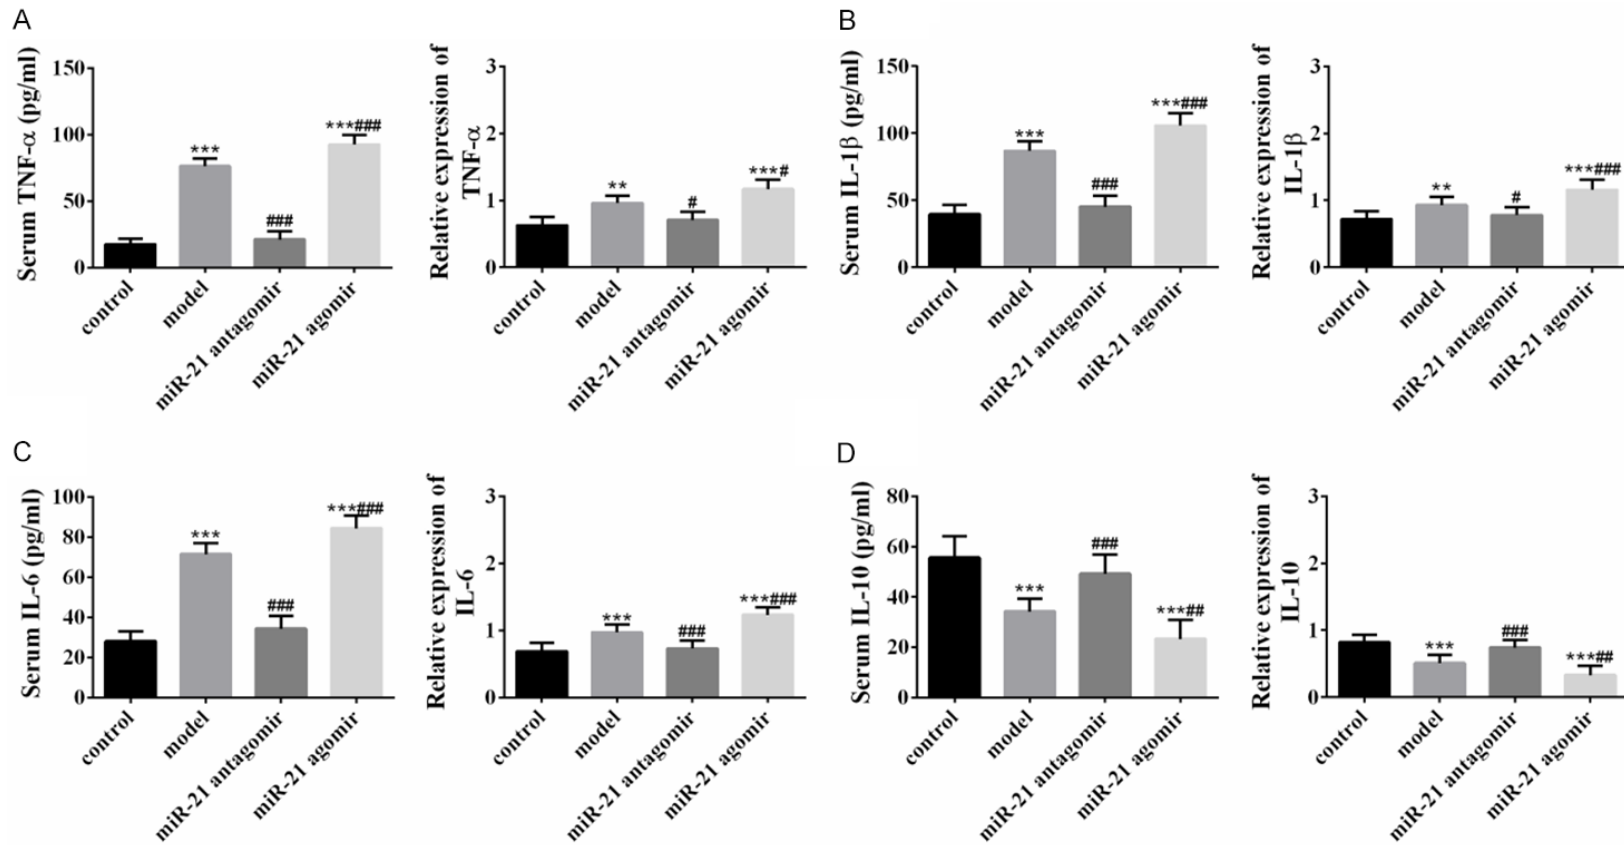 A
Serum TNF-α (pg/ml)
150
100
50
0
***
###
***###
control
model
miR-21 antagomir
miR-21 agomir
Relative expression of
TNF-α
3
2
1
0
**
#
***#
control
model
miR-21 antagomir
miR-21 agomir
B
Serum IL-1β (pg/ml)
150
100
50
0
***
###
***###
control
model
miR-21 antagomir
miR-21 agomir
Relative expression of
IL-1β
3
2
1
0
**
#
***###
control
model
miR-21 antagomir
miR-21 agomir
C
Serum IL-6 (pg/ml)
100
80
60
40
20
0
***
###
***###
control
model
miR-21 antagomir
miR-21 agomir
Relative expression of
IL-6
3
2
1
0
***
###
***###
control
model
miR-21 antagomir
miR-21 agomir
D
Serum IL-10 (pg/ml)
80
60
40
20
0
***
###
***##
control
model
miR-21 antagomir
miR-21 agomir
Relative expression of
IL-10
3
2
1
0
***
###
***##
control
model
miR-21 antagomir
miR-21 agomir